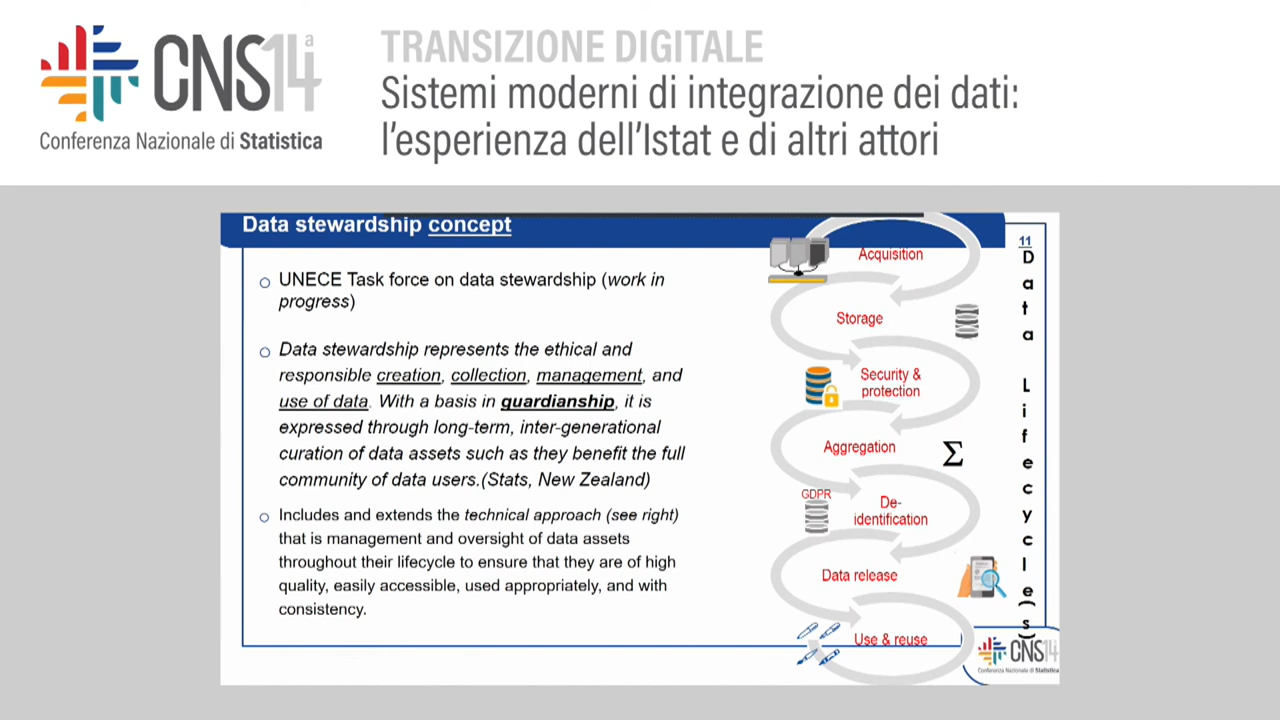 CNS14ª
Conferenza Nazionale di Statistica
TRANSIZIONE DIGITALE
Sistemi moderni di integrazione dei dati:
l'esperienza dell'Istat e di altri attori
Data stewardship concept
11
UNECE Task force on data stewardship (work in
progress)
Data stewardship represents the ethical and
responsible creation, collection, management, and
use of data. With a basis in guardianship, it is
expressed through long-term, inter-generational
curation of data assets such as they benefit the full
community of data users.(Stats, New Zealand)
Includes and extends the technical approach (see right)
that is management and oversight of data assets
throughout their lifecycle to ensure that they are of high
quality, easily accessible, used appropriately, and with
consistency.
Acquisition
Storage
Security &
protection
Aggregation
Σ
GDPR
De-
identification
Data release
Use & reuse
Data Lifecycle(s)
CNS14
Conferenza Nazionale di Statistica